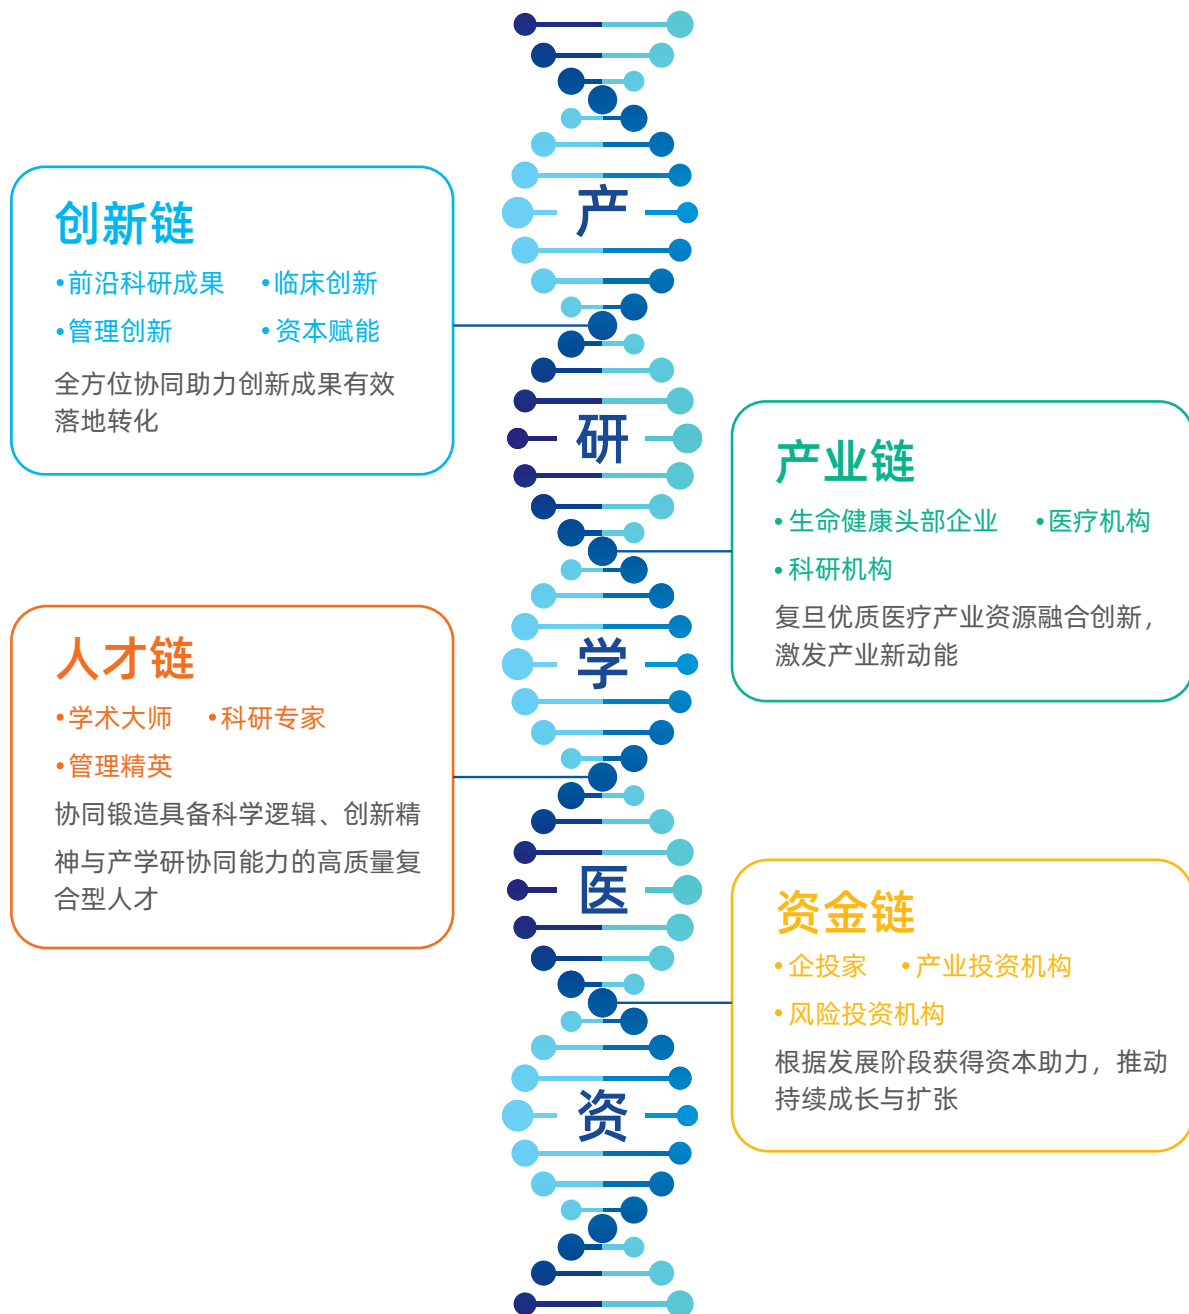 产
创新链
•前沿科研成果 •临床创新
•管理创新 •资本赋能
全方位协同助力创新成果有效
落地转化
研
产业链
•生命健康头部企业 •医疗机构
•科研机构
复旦优质医疗产业资源融合创新，
激发产业新动能
学
人才链
•学术大师 •科研专家
•管理精英
协同锻造具备科学逻辑、创新精
神与产学研协同能力的高质量复
合型人才
医
资金链
•企投家 •产业投资机构
•风险投资机构
根据发展阶段获得资本助力，推动
持续成长与扩张
资